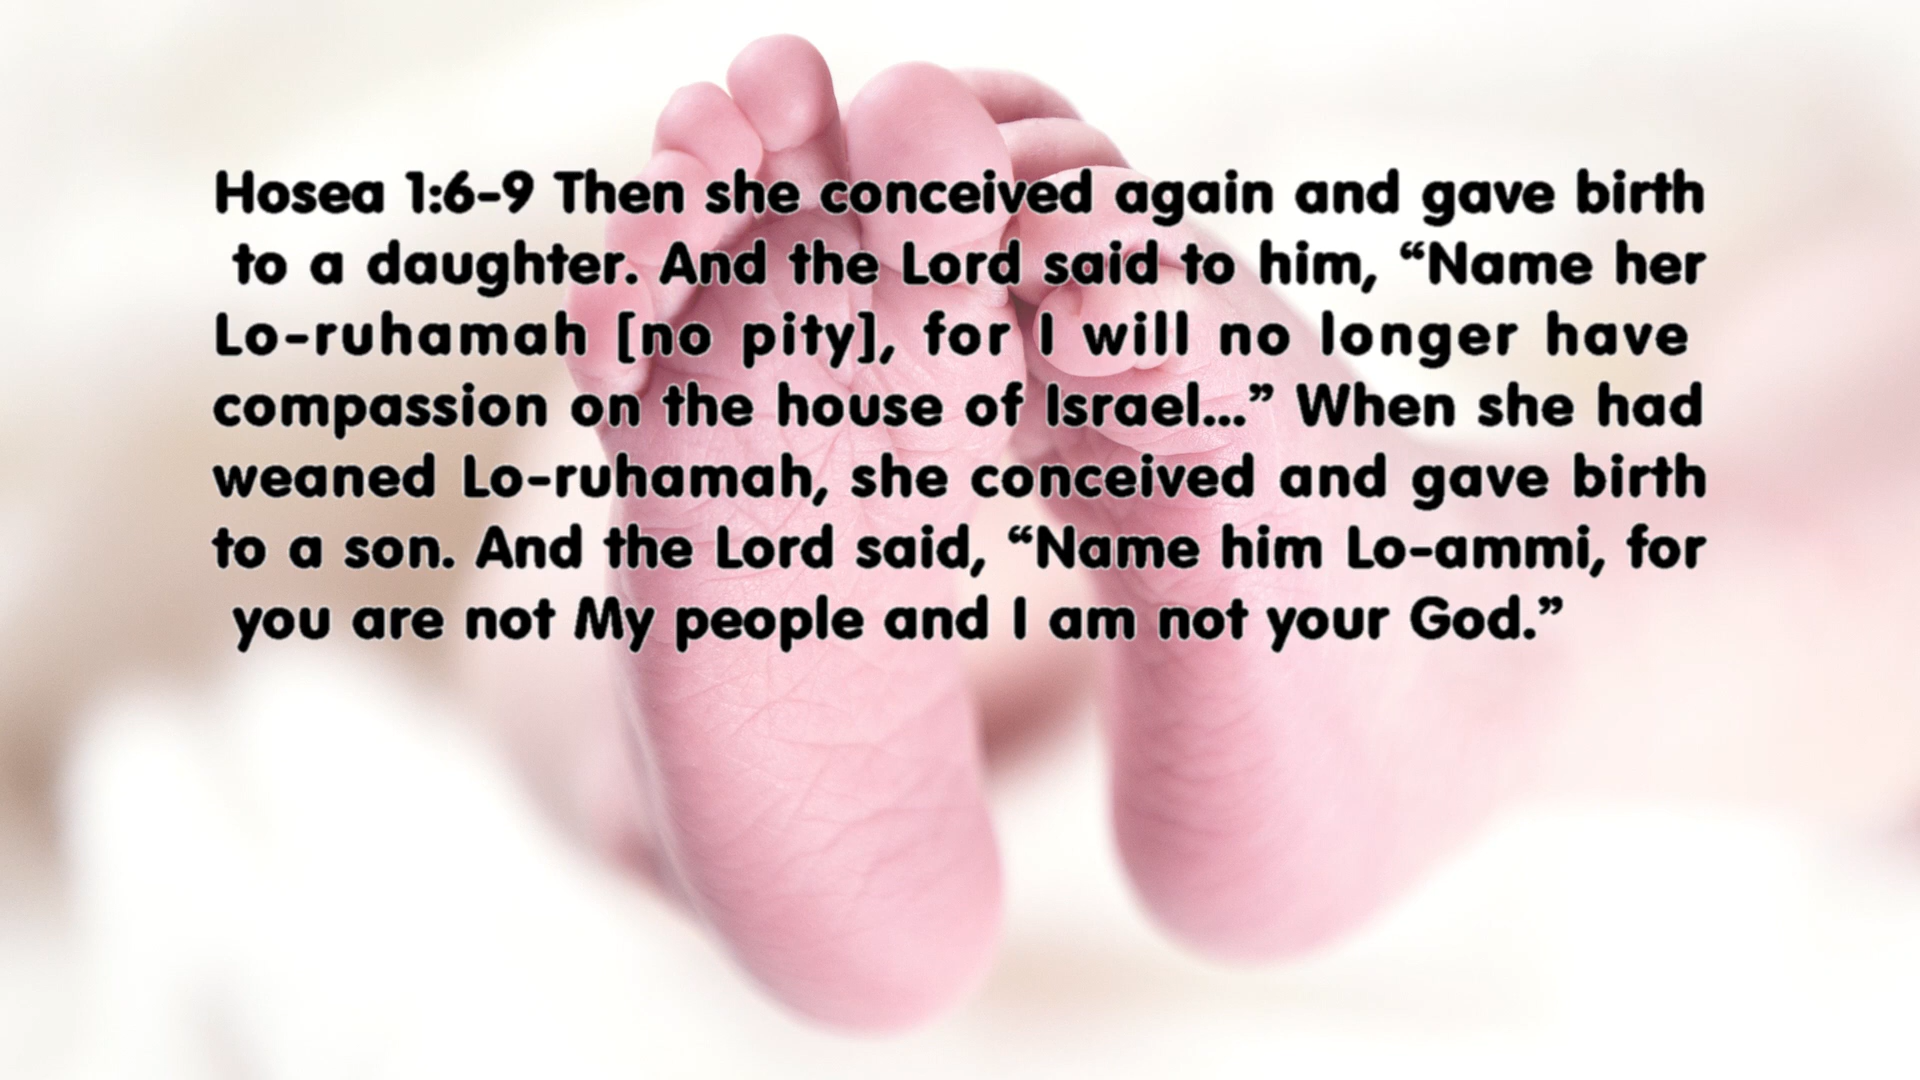 Hosea 1:6-9 Then she conceived again and gave birth
to a daughter. And the Lord said to him, “Name her
Lo-ruhamah [no pity], for I will no longer have
compassion on the house of Israel...” When she had
weaned Lo-ruhamah, she conceived and gave birth
to a son. And the Lord said, “Name him Lo-ammi, for
you are not My people and I am not your God.”